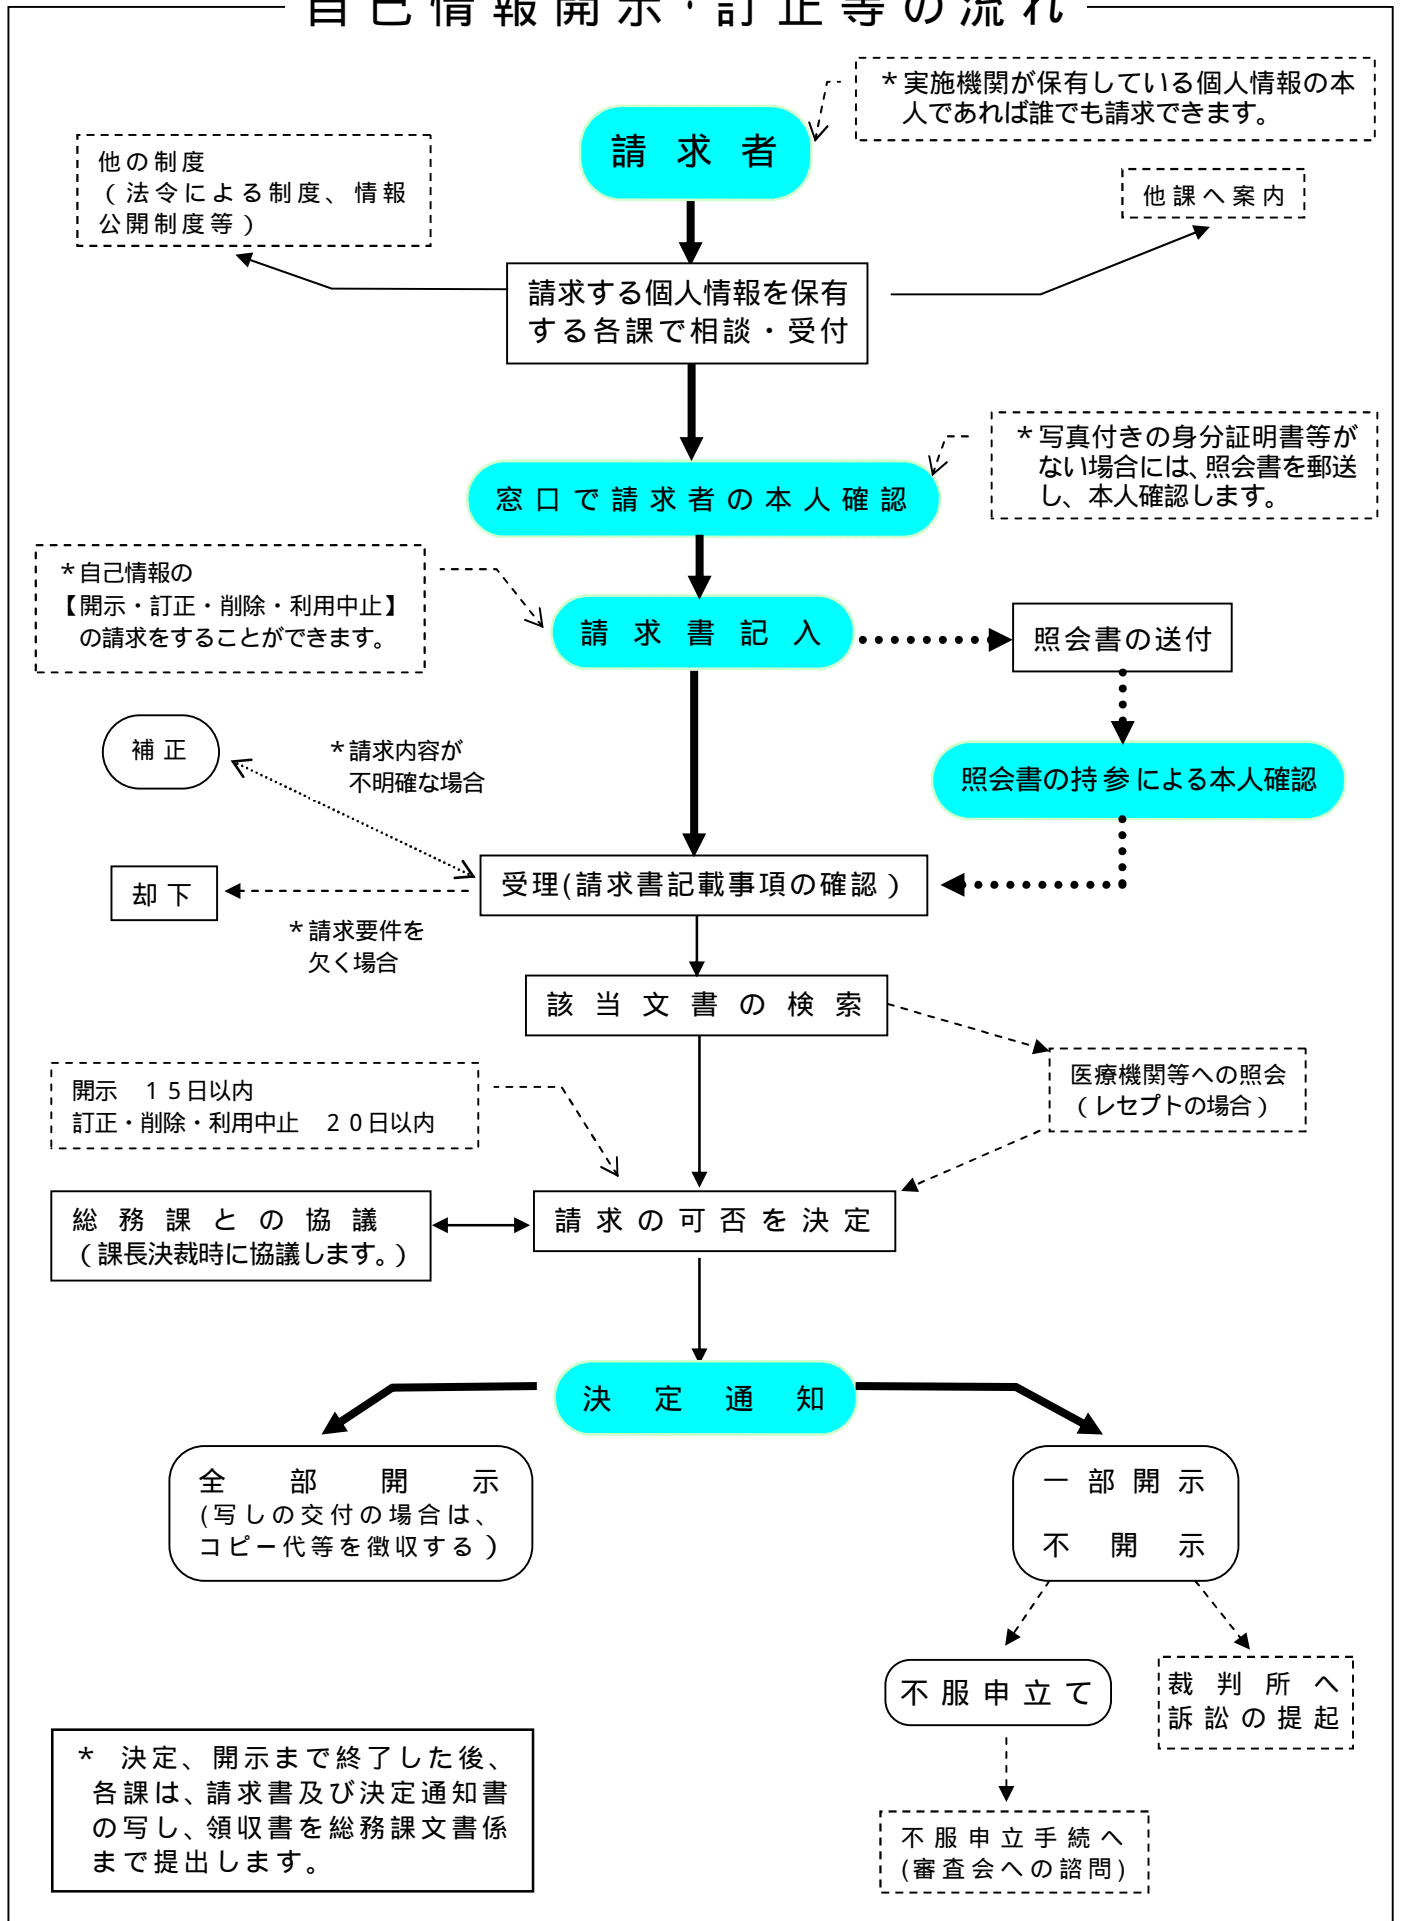 自己情報開示・訂正等の流れ
＊実施機関が保有している個人情報の本
人であれば誰でも請求できます。
請求者
他の制度
（法令による制度、情報
公開制度等）
他課へ案内
請求する個人情報を保有
する各課で相談・受付
＊写真付きの身分証明書等が
ない場合には、照会書を郵送
し、本人確認します。
窓口で請求者の本人確認
＊自己情報の
【開示・訂正・削除・利用中止】
の請求をすることができます。
請求書記入
照会書の送付
補正
＊請求内容が
不明確な場合
照会書の持参による本人確認
受理(請求書記載事項の確認）
却下
＊請求要件を
欠く場合
該当文書の検索
医療機関等への照会
（レセプトの場合）
開示　１５日以内
訂正・削除・利用中止　２０日以内
総務課との協議
（課長決裁時に協議します。）
請求の可否を決定
決定通知
全部開示
(写しの交付の場合は、
コピー代等を徴収する）
一部開示
不開示
不服申立て
裁判所へ
訴訟の提起
＊ 決定、開示まで終了した後、
各課は、請求書及び決定通知書
の写し、領収書を総務課文書係
まで提出します。
不服申立手続へ
(審査会への諮問)